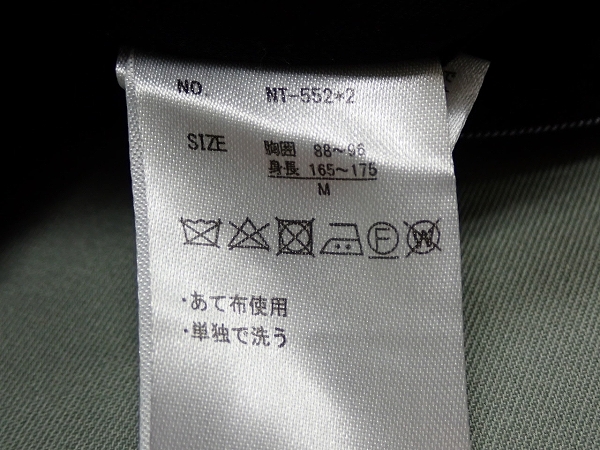 NO NT-552*2
SIZE 胸囲 88～96
身長 165～175
M
F W
・あて布使用
・単独で洗う